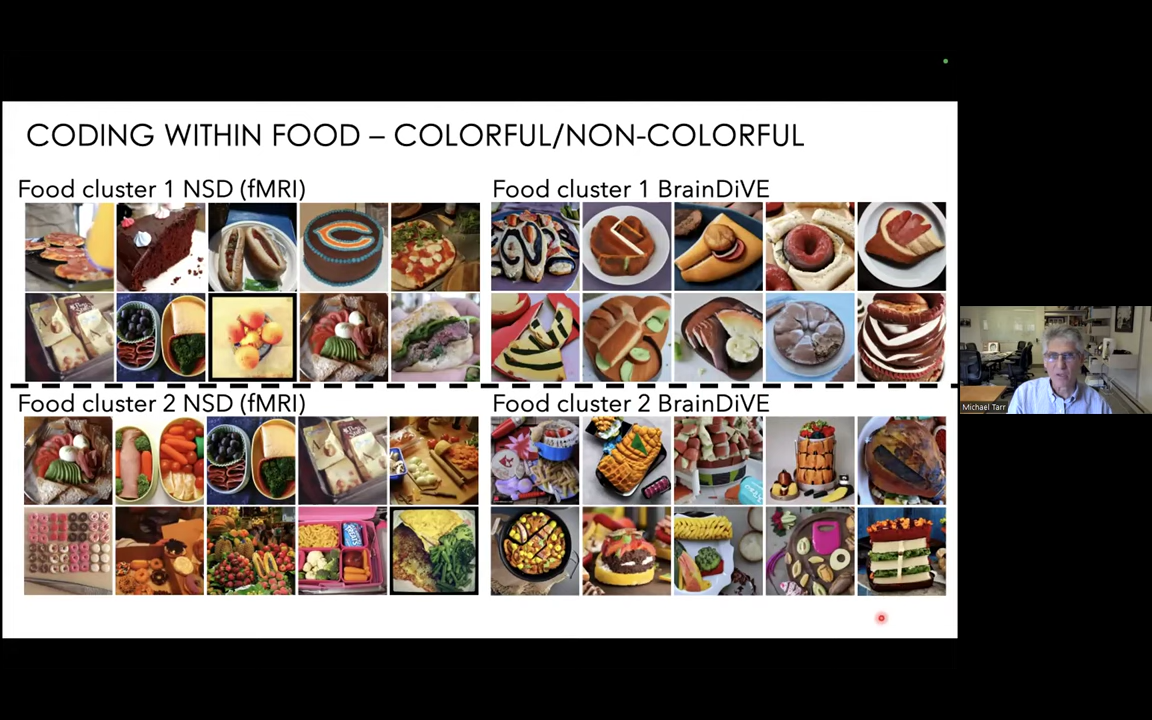 CODING WITHIN FOOD – COLORFUL/NON-COLORFUL
Food cluster 1 NSD (fMRI)
Food cluster 1 BrainDiVE
Food cluster 2 NSD (fMRI)
Food cluster 2 BrainDiVE
Michael Tarr